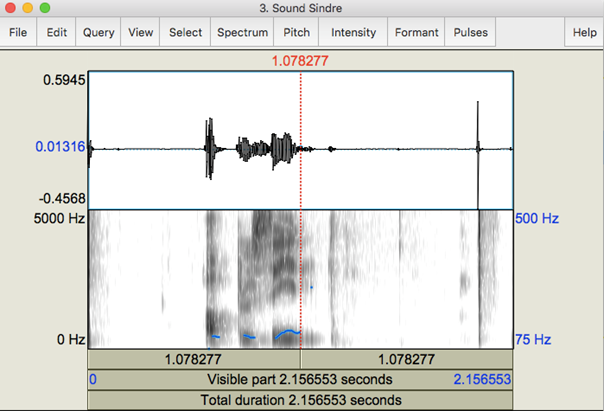 3. Sound Sindre
File Edit Query View Select Spectrum Pitch Intensity Formant Pulses Help
1.078277
0.5945
0.01316
-0.4568
5000 Hz 500 Hz
0 Hz 75 Hz
1.078277 1.078277
0 Visible part 2.156553 seconds 2.156553
Total duration 2.156553 seconds